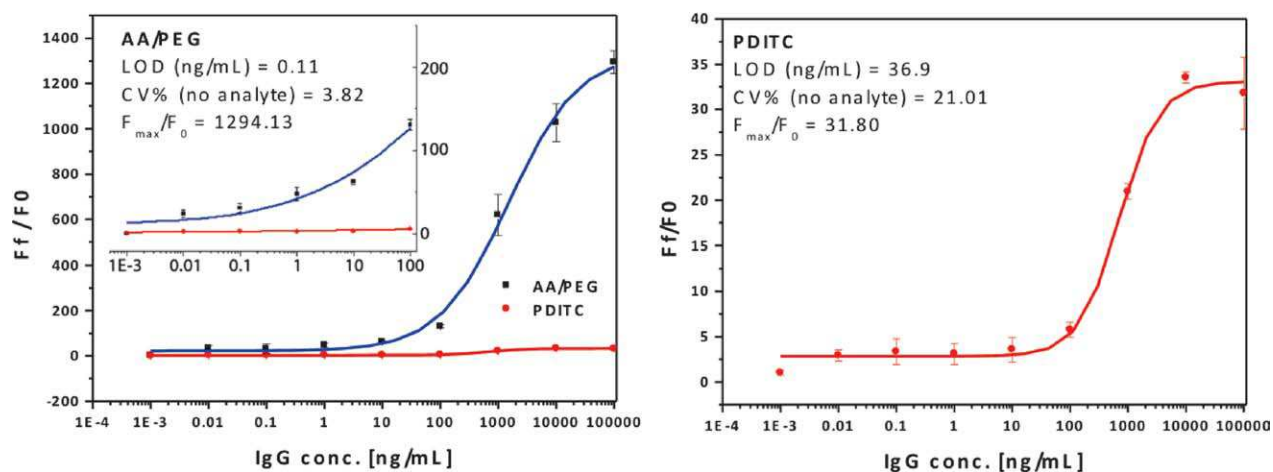 AA/PEG
LOD (ng/mL) = 0.11
CV% (no analyte) = 3.82
Fmax/F0 = 1294.13
200
100
0
1E-3 0.01 0.1 1 10 100
AA/PEG
PDITC
1400
1200
1000
800
600
400
200
0
-200
Ff/F0
1E-4 1E-3 0.01 0.1 1 10 100 1000 10000 100000
IgG conc. [ng/mL]
PDITC
LOD (ng/mL) = 36.9
CV% (no analyte) = 21.01
Fmax/F0 = 31.80
40
35
30
25
20
15
10
5
0
Ff/F0
1E-4 1E-3 0.01 0.1 1 10 100 1000 10000 100000
IgG conc. [ng/mL]